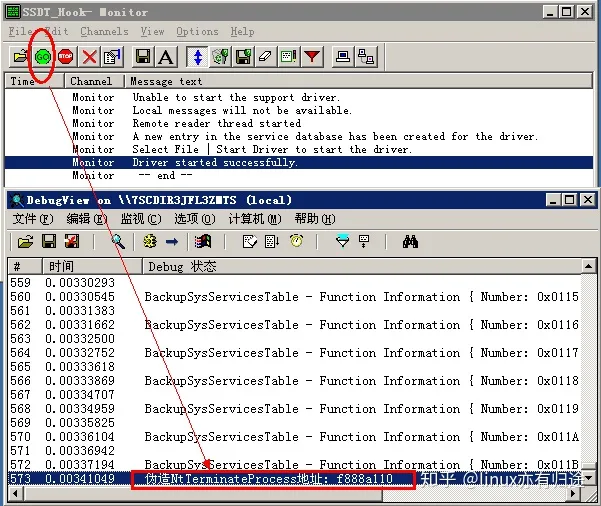 SSDT_Hook— Monitor
File Edit Channels View Options Help
GO STOP
Time Channel Message text
Monitor Unable to start the support driver.
Monitor Local messages will not be available.
Monitor Remote reader thread started
Monitor A new entry in the service database has been created for the driver.
Monitor Select File | Start Driver to start the driver.
Monitor Driver started successfully.
Monitor -- end --
DebugView on \\7SCDIR3JFL3ZMTS (local)
文件(F) 编辑(E) 监视(C) 选项(O) 计算机(M) 帮助(H)
# 时间 Debug 状态
559 0.00330293
560 0.00330545 BackupSysServicesTable - Function Information { Number: 0x0115
561 0.00331383
562 0.00331662 BackupSysServicesTable - Function Information { Number: 0x0116
563 0.00332500
564 0.00332752 BackupSysServicesTable - Function Information { Number: 0x0117
565 0.00333618
566 0.00333869 BackupSysServicesTable - Function Information { Number: 0x0118
567 0.00334707
568 0.00334959 BackupSysServicesTable - Function Information { Number: 0x0119
569 0.00335825
570 0.00336104 BackupSysServicesTable - Function Information { Number: 0x011A
571 0.00336942
572 0.00337194 BackupSysServicesTable - Function Information { Number: 0x011B
573 0.00341049 伪造NtTerminateProcess地址: f888a110
知乎 @linux亦有归途